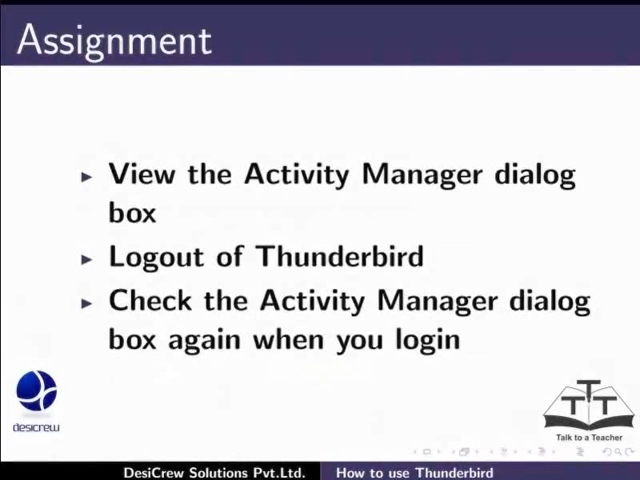 Assignment
View the Activity Manager dialog
box
Logout of Thunderbird
Check the Activity Manager dialog
box again when you login
desicrew
TTT
Talk to a Teacher
DesiCrew Solutions Pvt.Ltd.
How to use Thunderbird